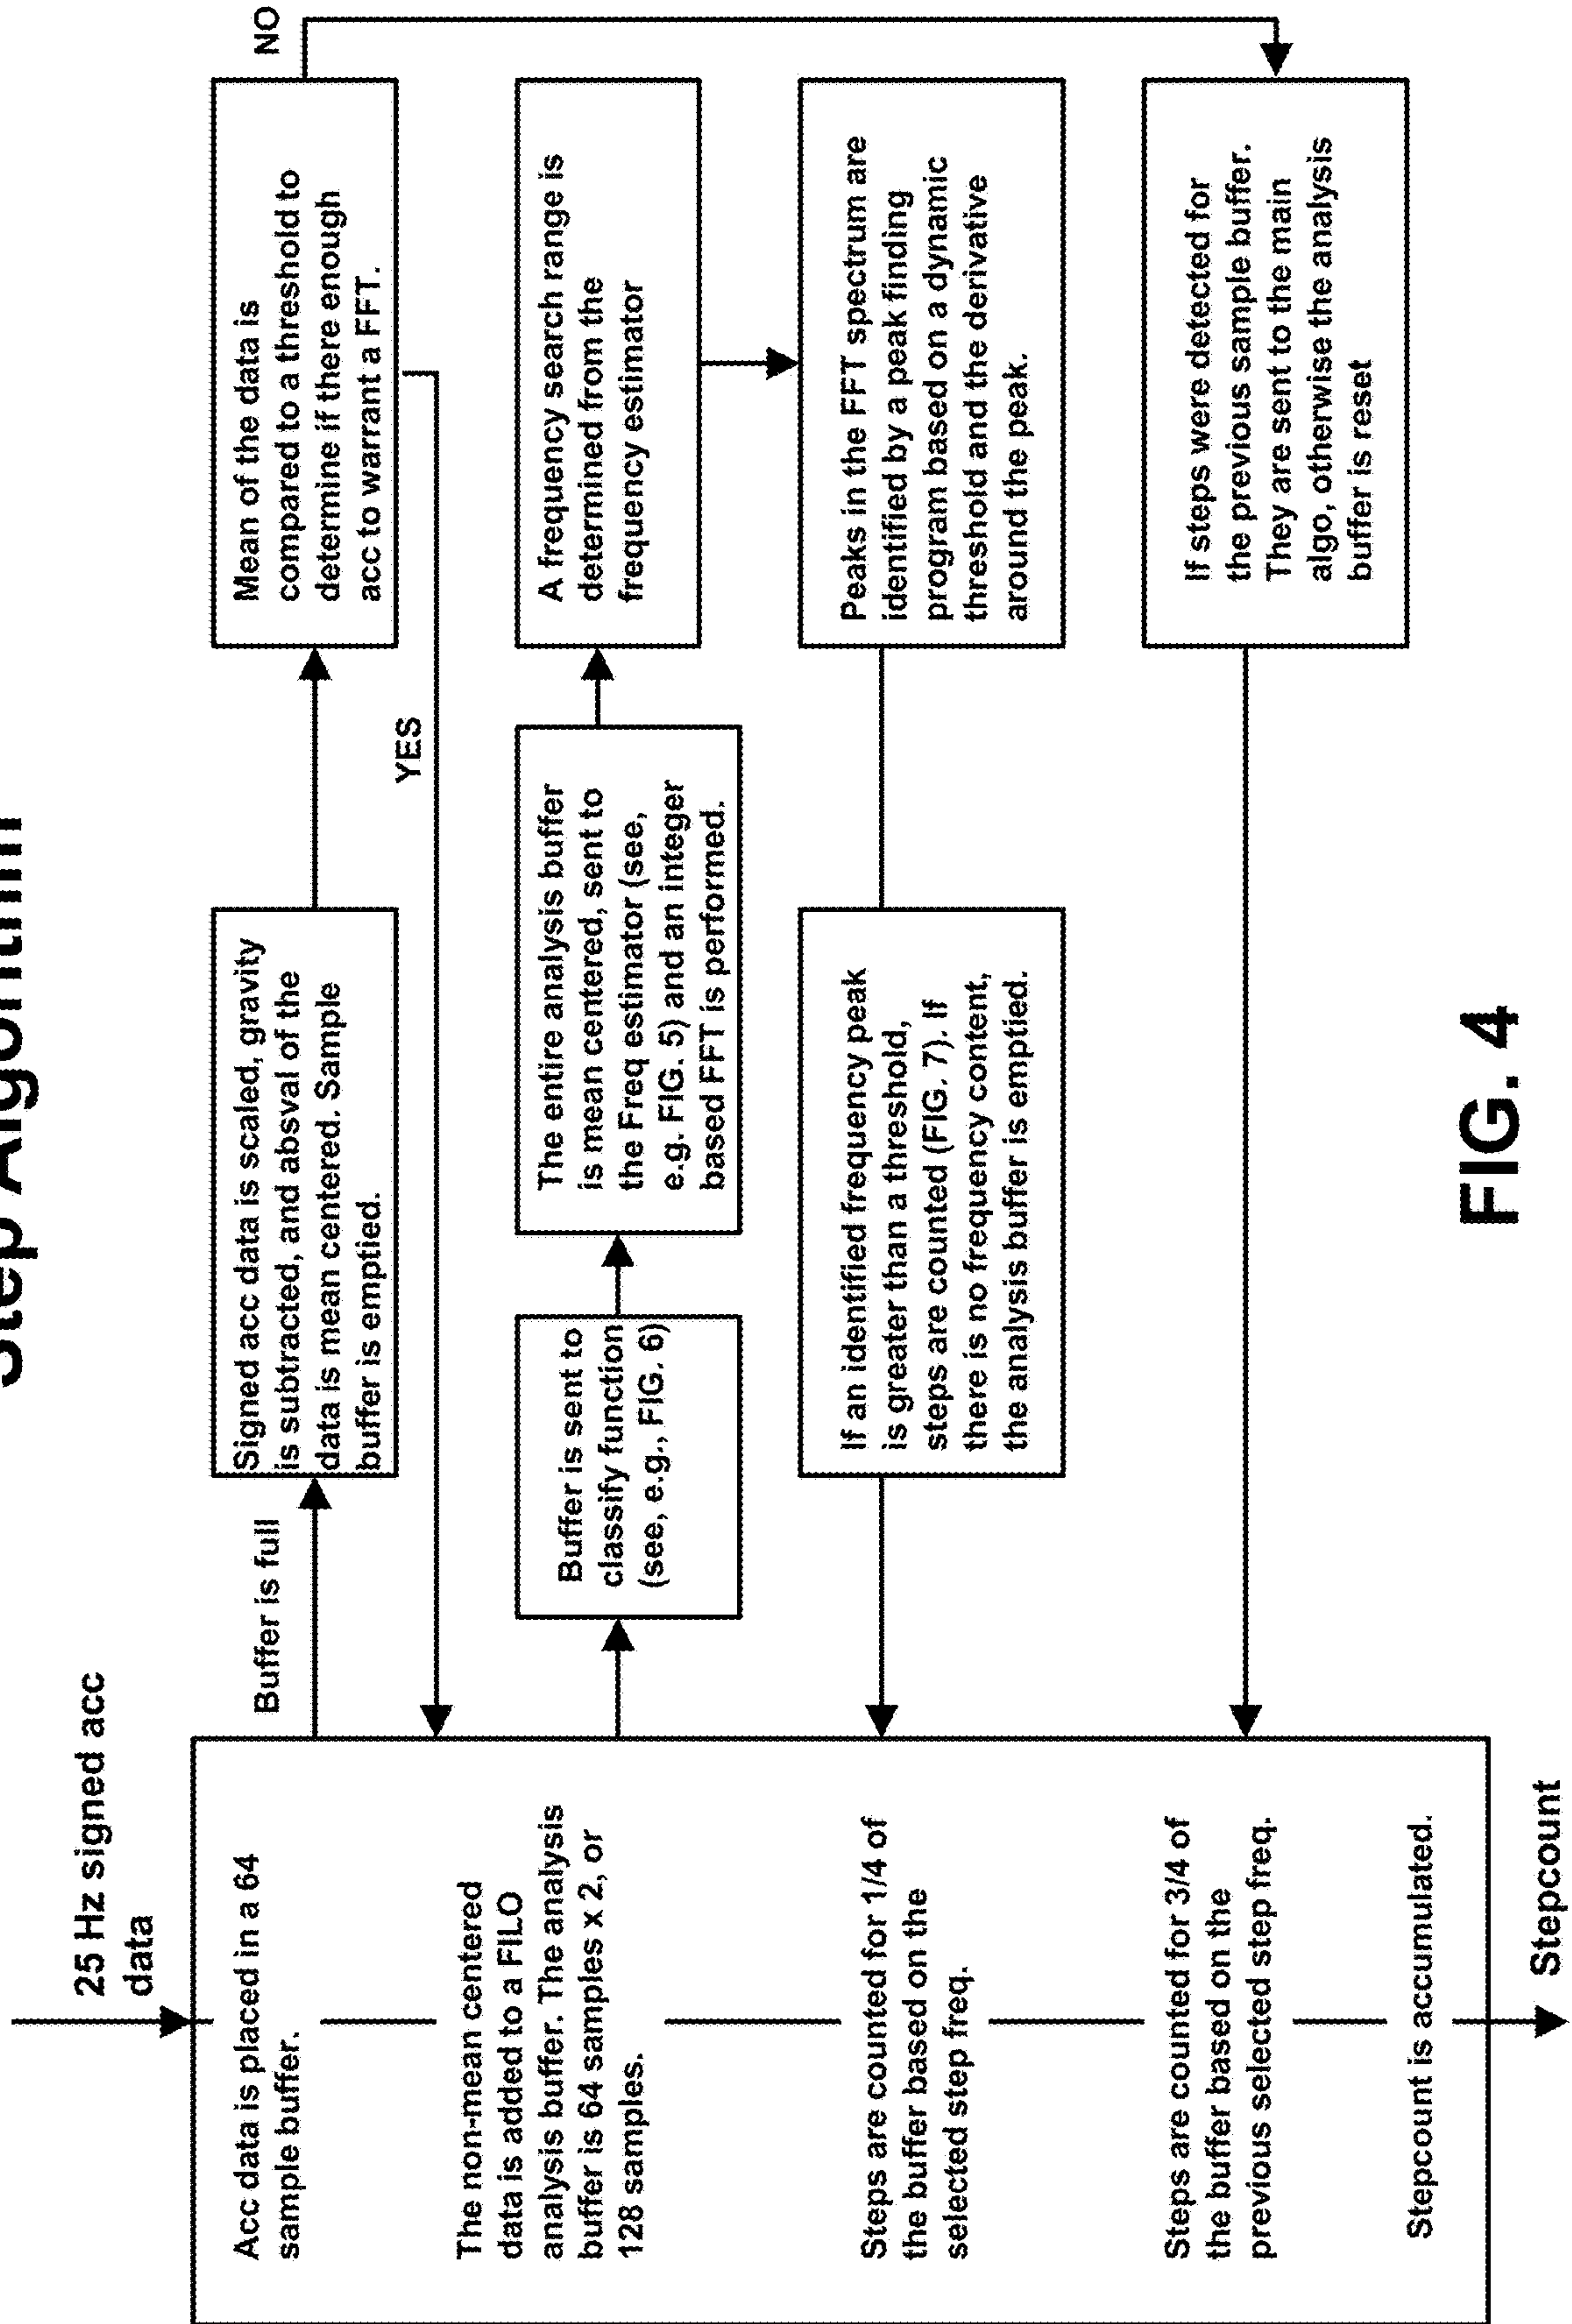 Step Algorithm
25 Hz signed acc
data
Acc data is placed in a 64
sample buffer.
The non-mean centered
data is added to a FILO
analysis buffer. The analysis
buffer is 64 samples x 2, or
128 samples.
Steps are counted for 1/4 of
the buffer based on the
selected step freq.
Steps are counted for 3/4 of
the buffer based on the
previous selected step freq.
Stepcount is accumulated.
Stepcount
Buffer is full
Signed acc data is scaled, gravity
is subtracted, and absval of the
data is mean centered. Sample
buffer is emptied.
Mean of the data is
compared to a threshold to
determine if there enough
acc to warrant a FFT.
NO
YES
Buffer is sent to
classify function
(see, e.g., FIG. 6)
The entire analysis buffer
is mean centered, sent to
the Freq estimator (see,
e.g. FIG. 5) and an integer
based FFT is performed.
A frequency search range is
determined from the
frequency estimator
Peaks in the FFT spectrum are
identified by a peak finding
program based on a dynamic
threshold and the derivative
around the peak.
If an identified frequency peak
is greater than a threshold,
steps are counted (FIG. 7). If
there is no frequency content,
the analysis buffer is emptied.
If steps were detected for
the previous sample buffer.
They are sent to the main
algo, otherwise the analysis
buffer is reset
FIG. 4